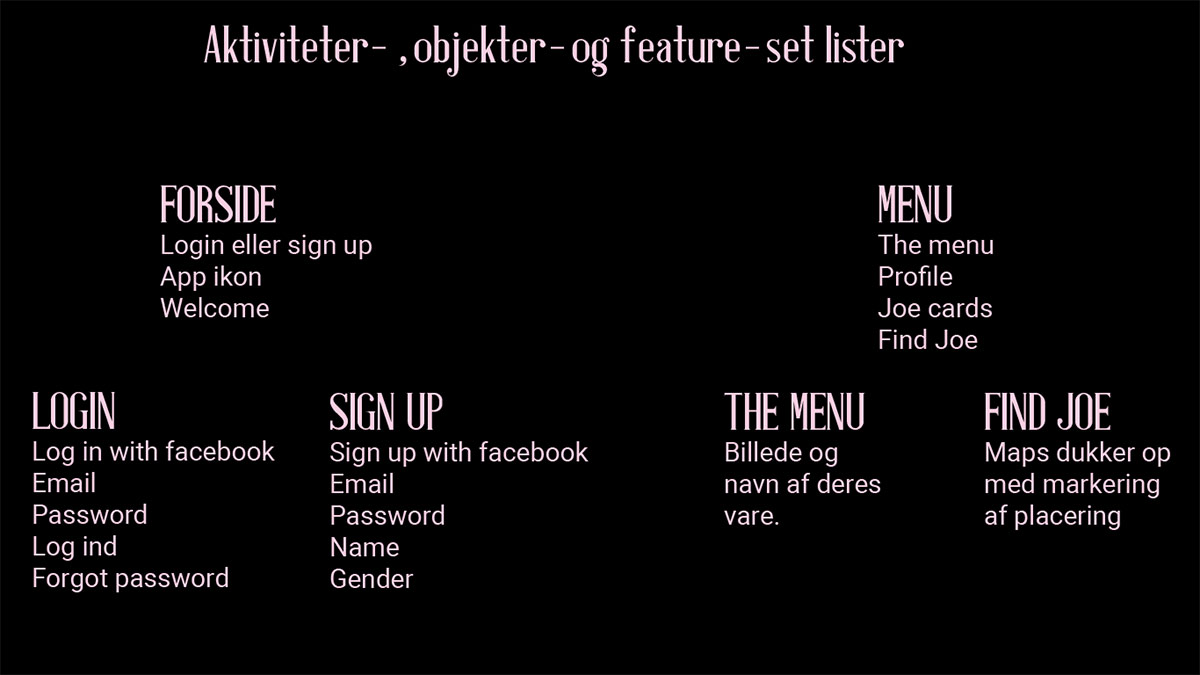 Aktiviteter- ,objekter-og feature-set lister
FORSIDE
Login eller sign up
App ikon
Welcome
MENU
The menu
Profile
Joe cards
Find Joe
LOGIN
Log in with facebook
Email
Password
Log ind
Forgot password
SIGN UP
Sign up with facebook
Email
Password
Name
Gender
THE MENU
Billede og
navn af deres
vare.
FIND JOE
Maps dukker op
med markering
af placering